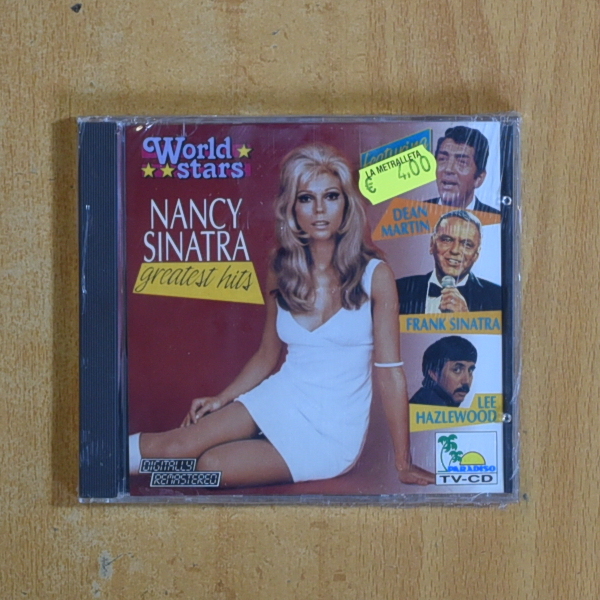 World
stars
NANCY
SINATRA
greatest hits
featuring
LA METRALLETA
€ 4.00
DEAN
MARTIN
FRANK SINATRA
LEE
HAZLEWOOD
DIGITALLY
REMASTERED
PARADISO
TV-CD